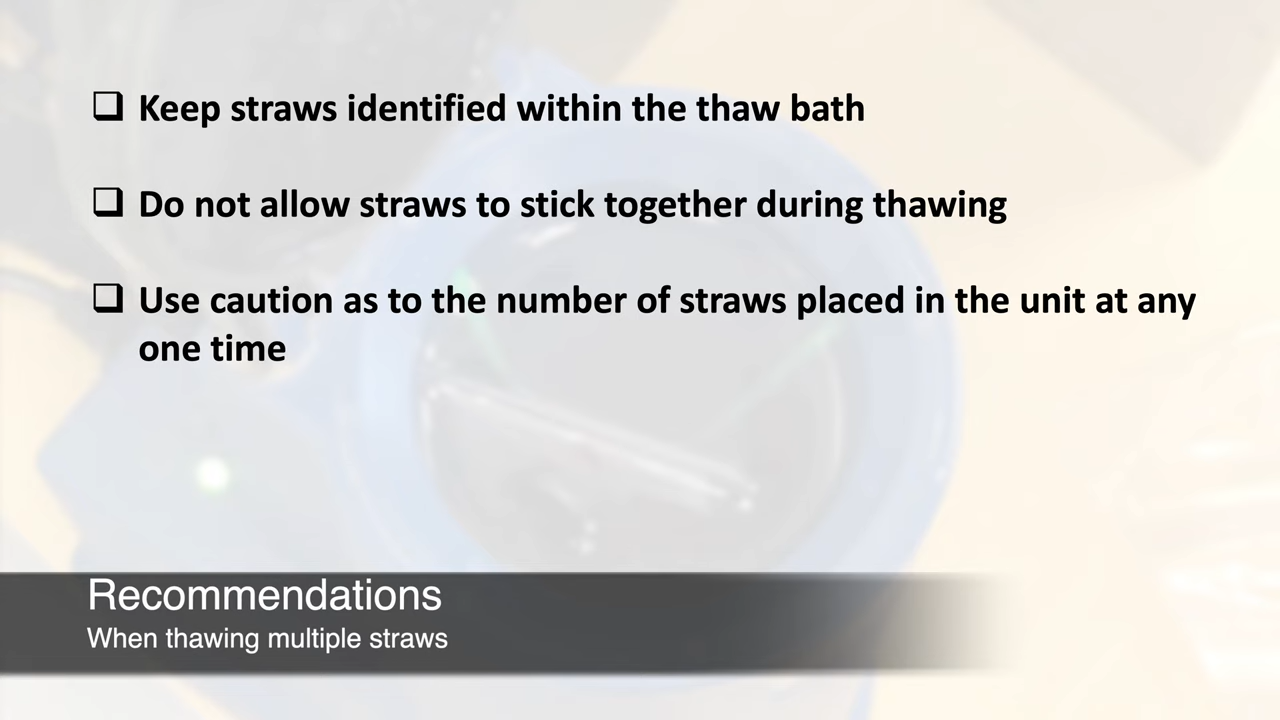 Keep straws identified within the thaw bath
Do not allow straws to stick together during thawing
Use caution as to the number of straws placed in the unit at any
one time
Recommendations
When thawing multiple straws